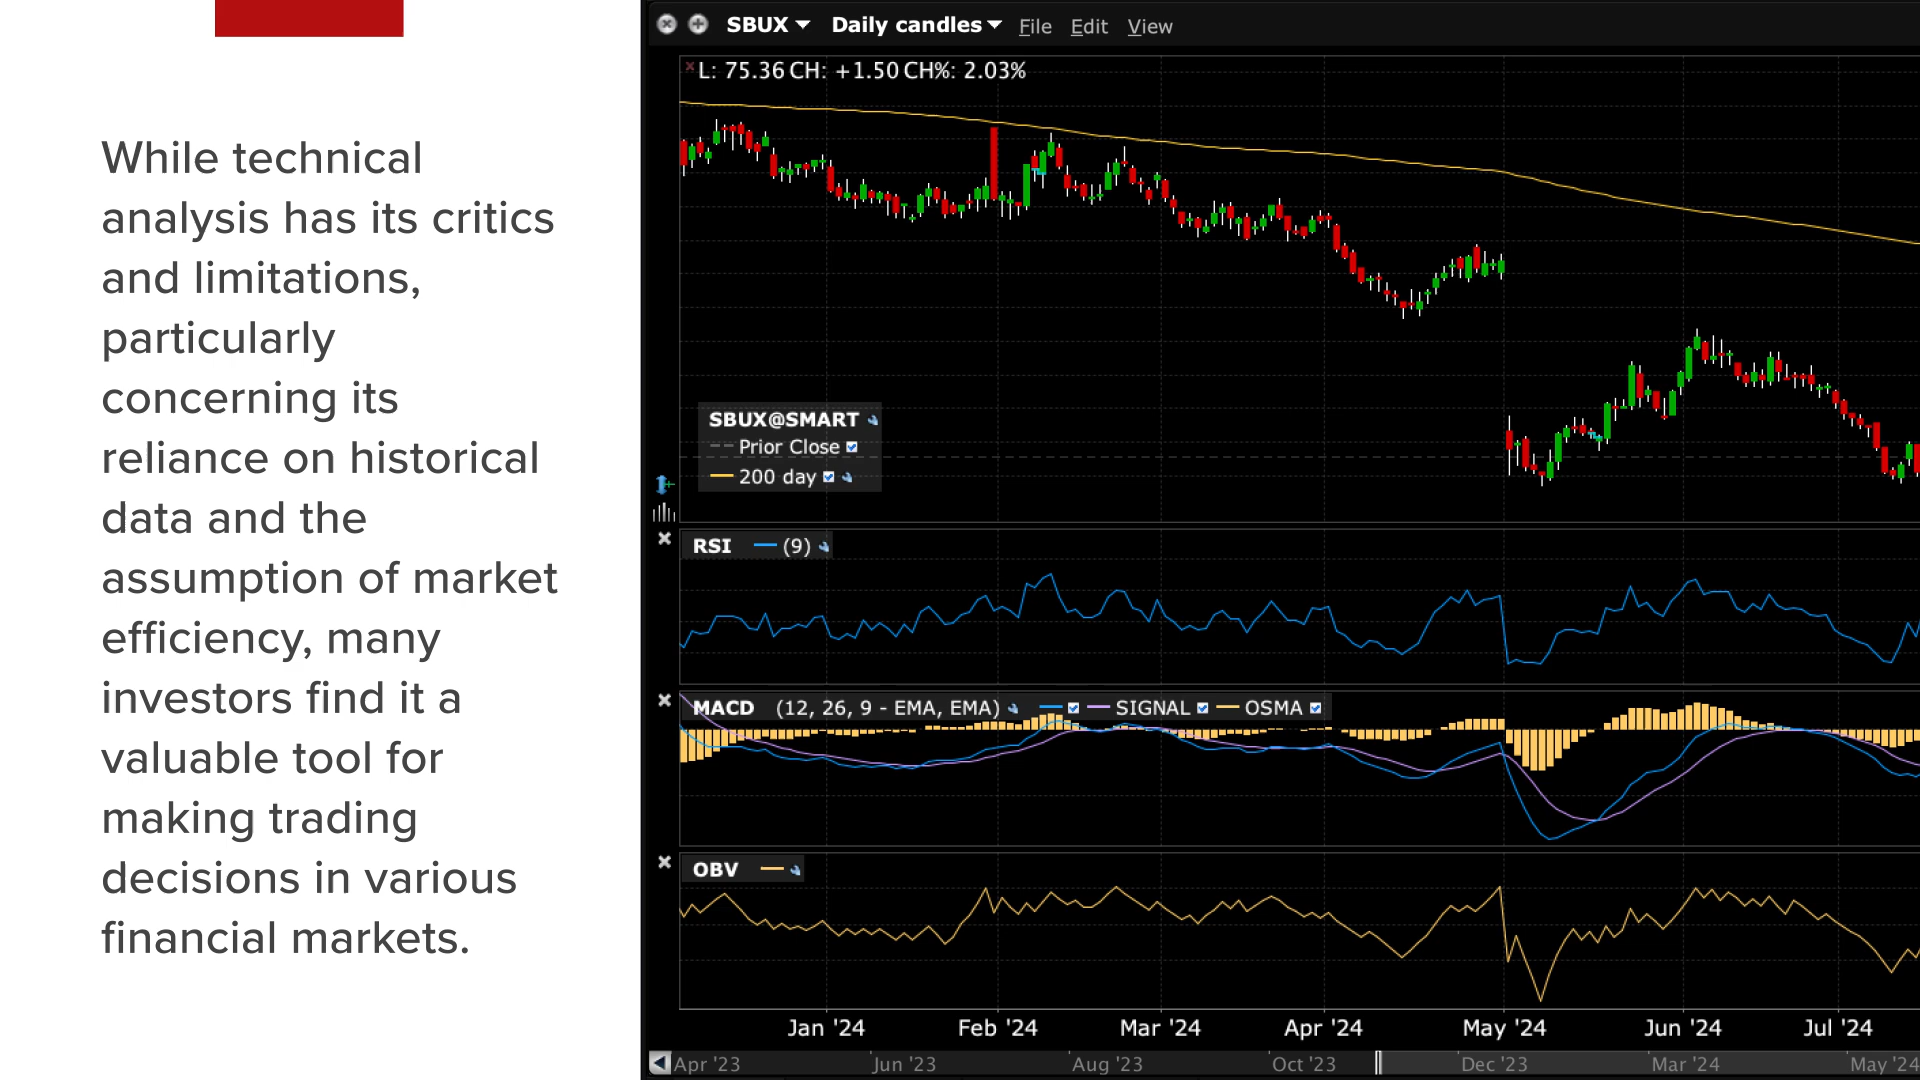 While technical
analysis has its critics
and limitations,
particularly
concerning its
reliance on historical
data and the
assumption of market
efficiency, many
investors find it a
valuable tool for
making trading
decisions in various
financial markets.
SBUX Daily candles File Edit View
L: 75.36 CH: +1.50 CH%: 2.03%
SBUX@SMART
Prior Close
200 day
RSI (9)
MACD (12, 26, 9 - EMA, EMA) SIGNAL OSMA
OBV
Jan '24 Feb '24 Mar '24 Apr '24 May '24 Jun '24 Jul '24
Apr '23 Jun '23 Aug '23 Oct '23 Dec '23 Mar '24 May '24